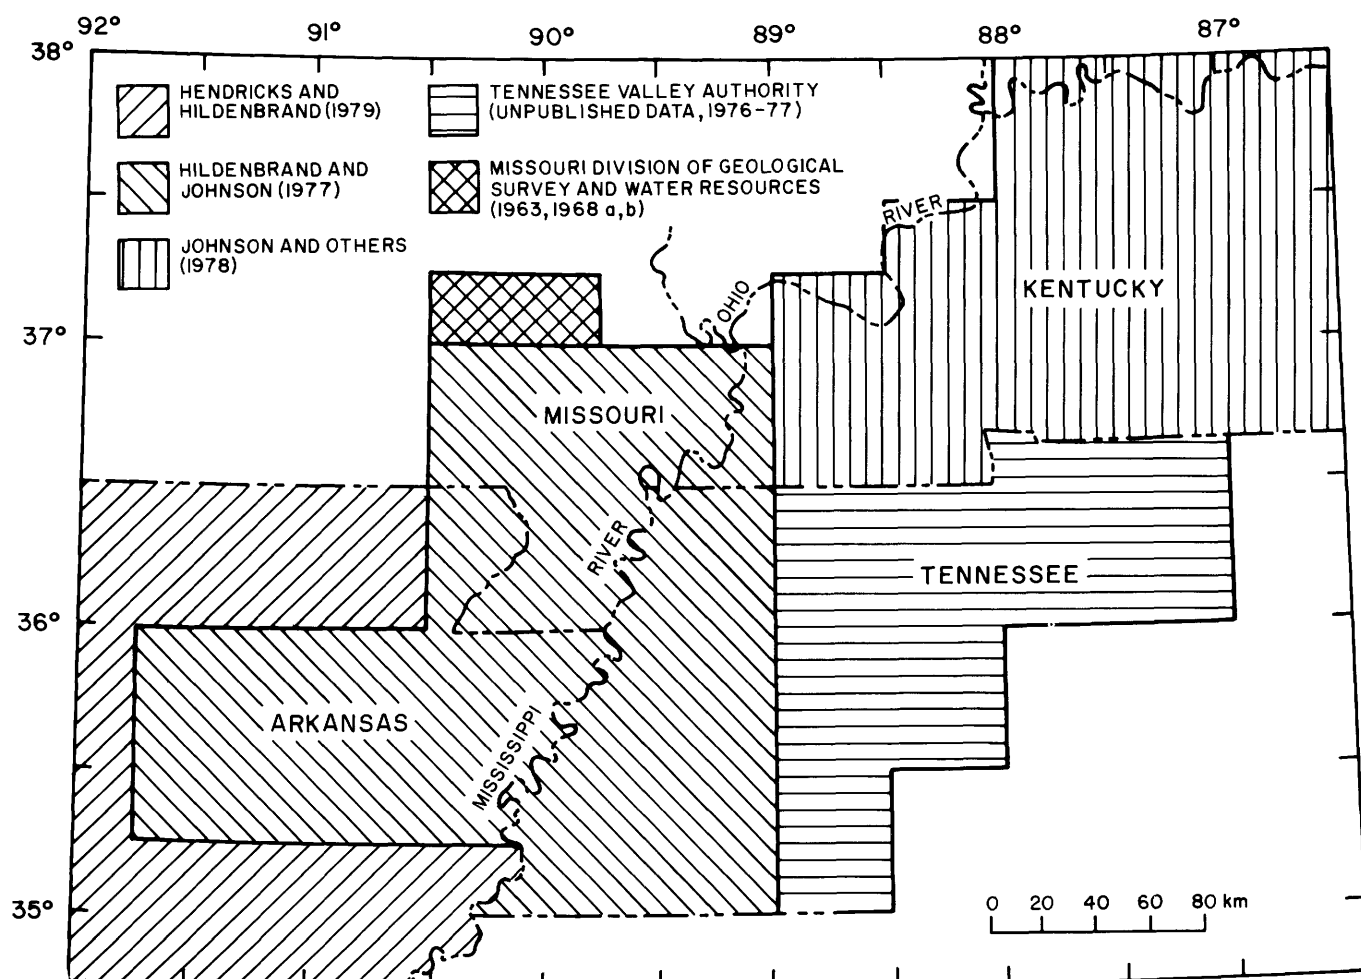 92° 91° 90° 89° 88° 87°
38°
HENDRICKS AND
HILDENBRAND (1979)
HILDENBRAND AND
JOHNSON (1977)
JOHNSON AND OTHERS
(1978)
TENNESSEE VALLEY AUTHORITY
(UNPUBLISHED DATA, 1976-77)
MISSOURI DIVISION OF GEOLOGICAL
SURVEY AND WATER RESOURCES
(1963, 1968 a,b)
RIVER
OHIO
KENTUCKY
37°
MISSOURI
RIVER
TENNESSEE
36°
ARKANSAS
MISSISSIPPI
35°
0 20 40 60 80 km